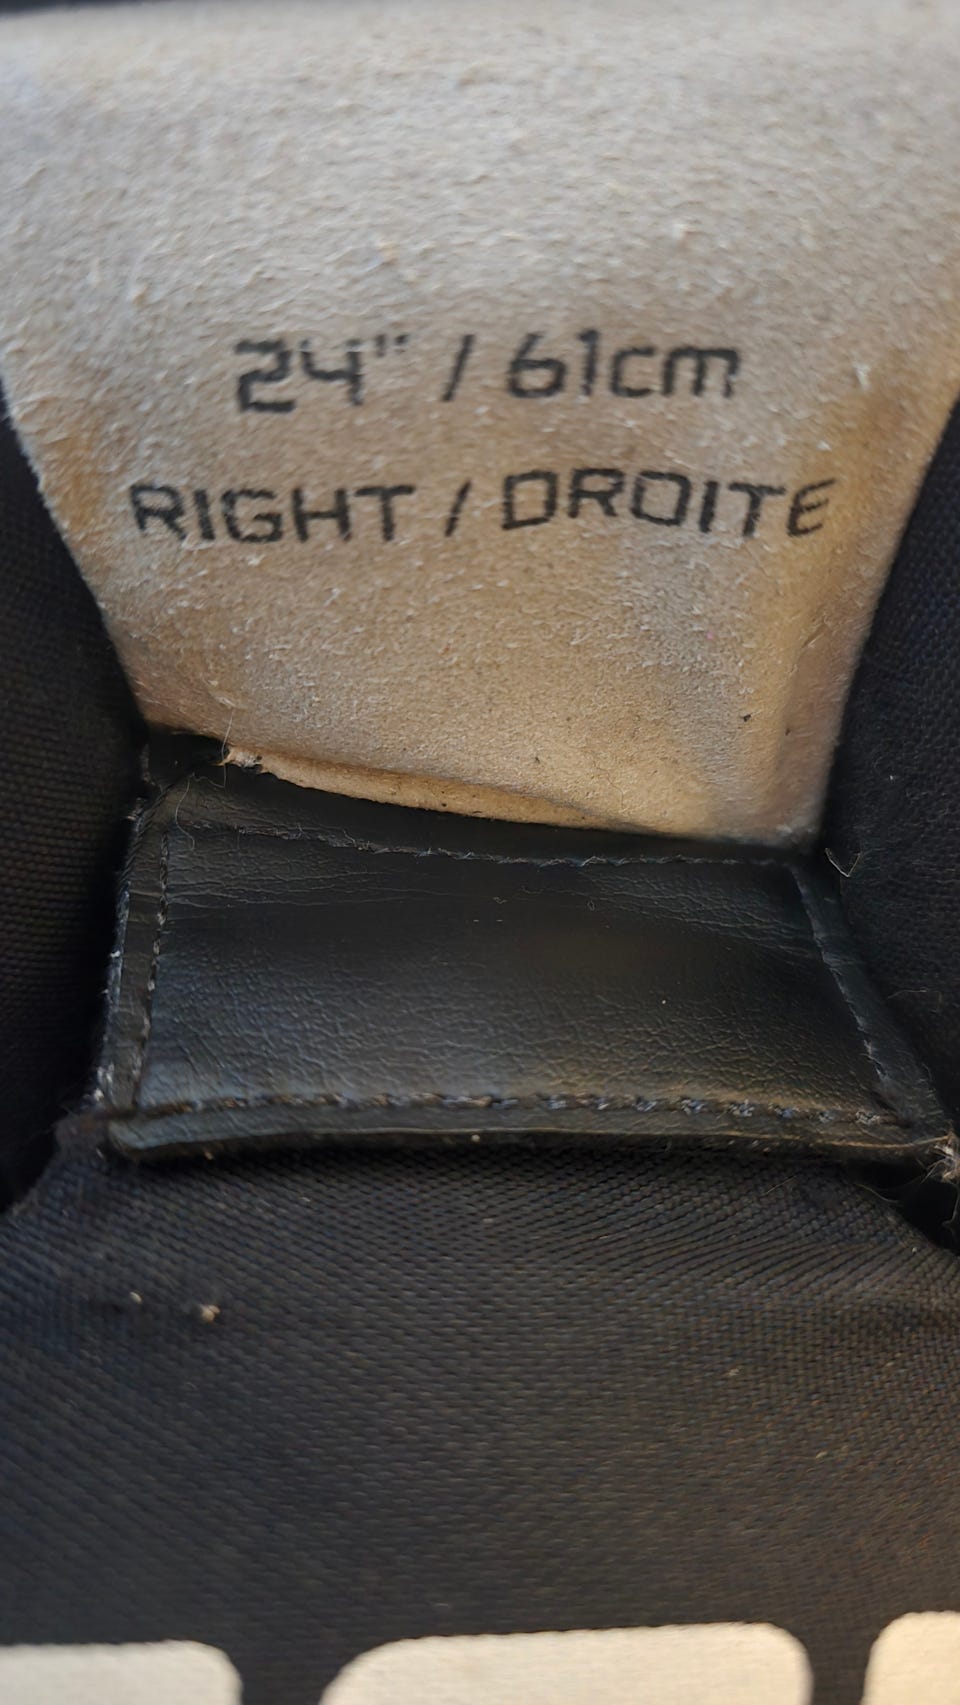 24" / 61cm
RIGHT / DROITE